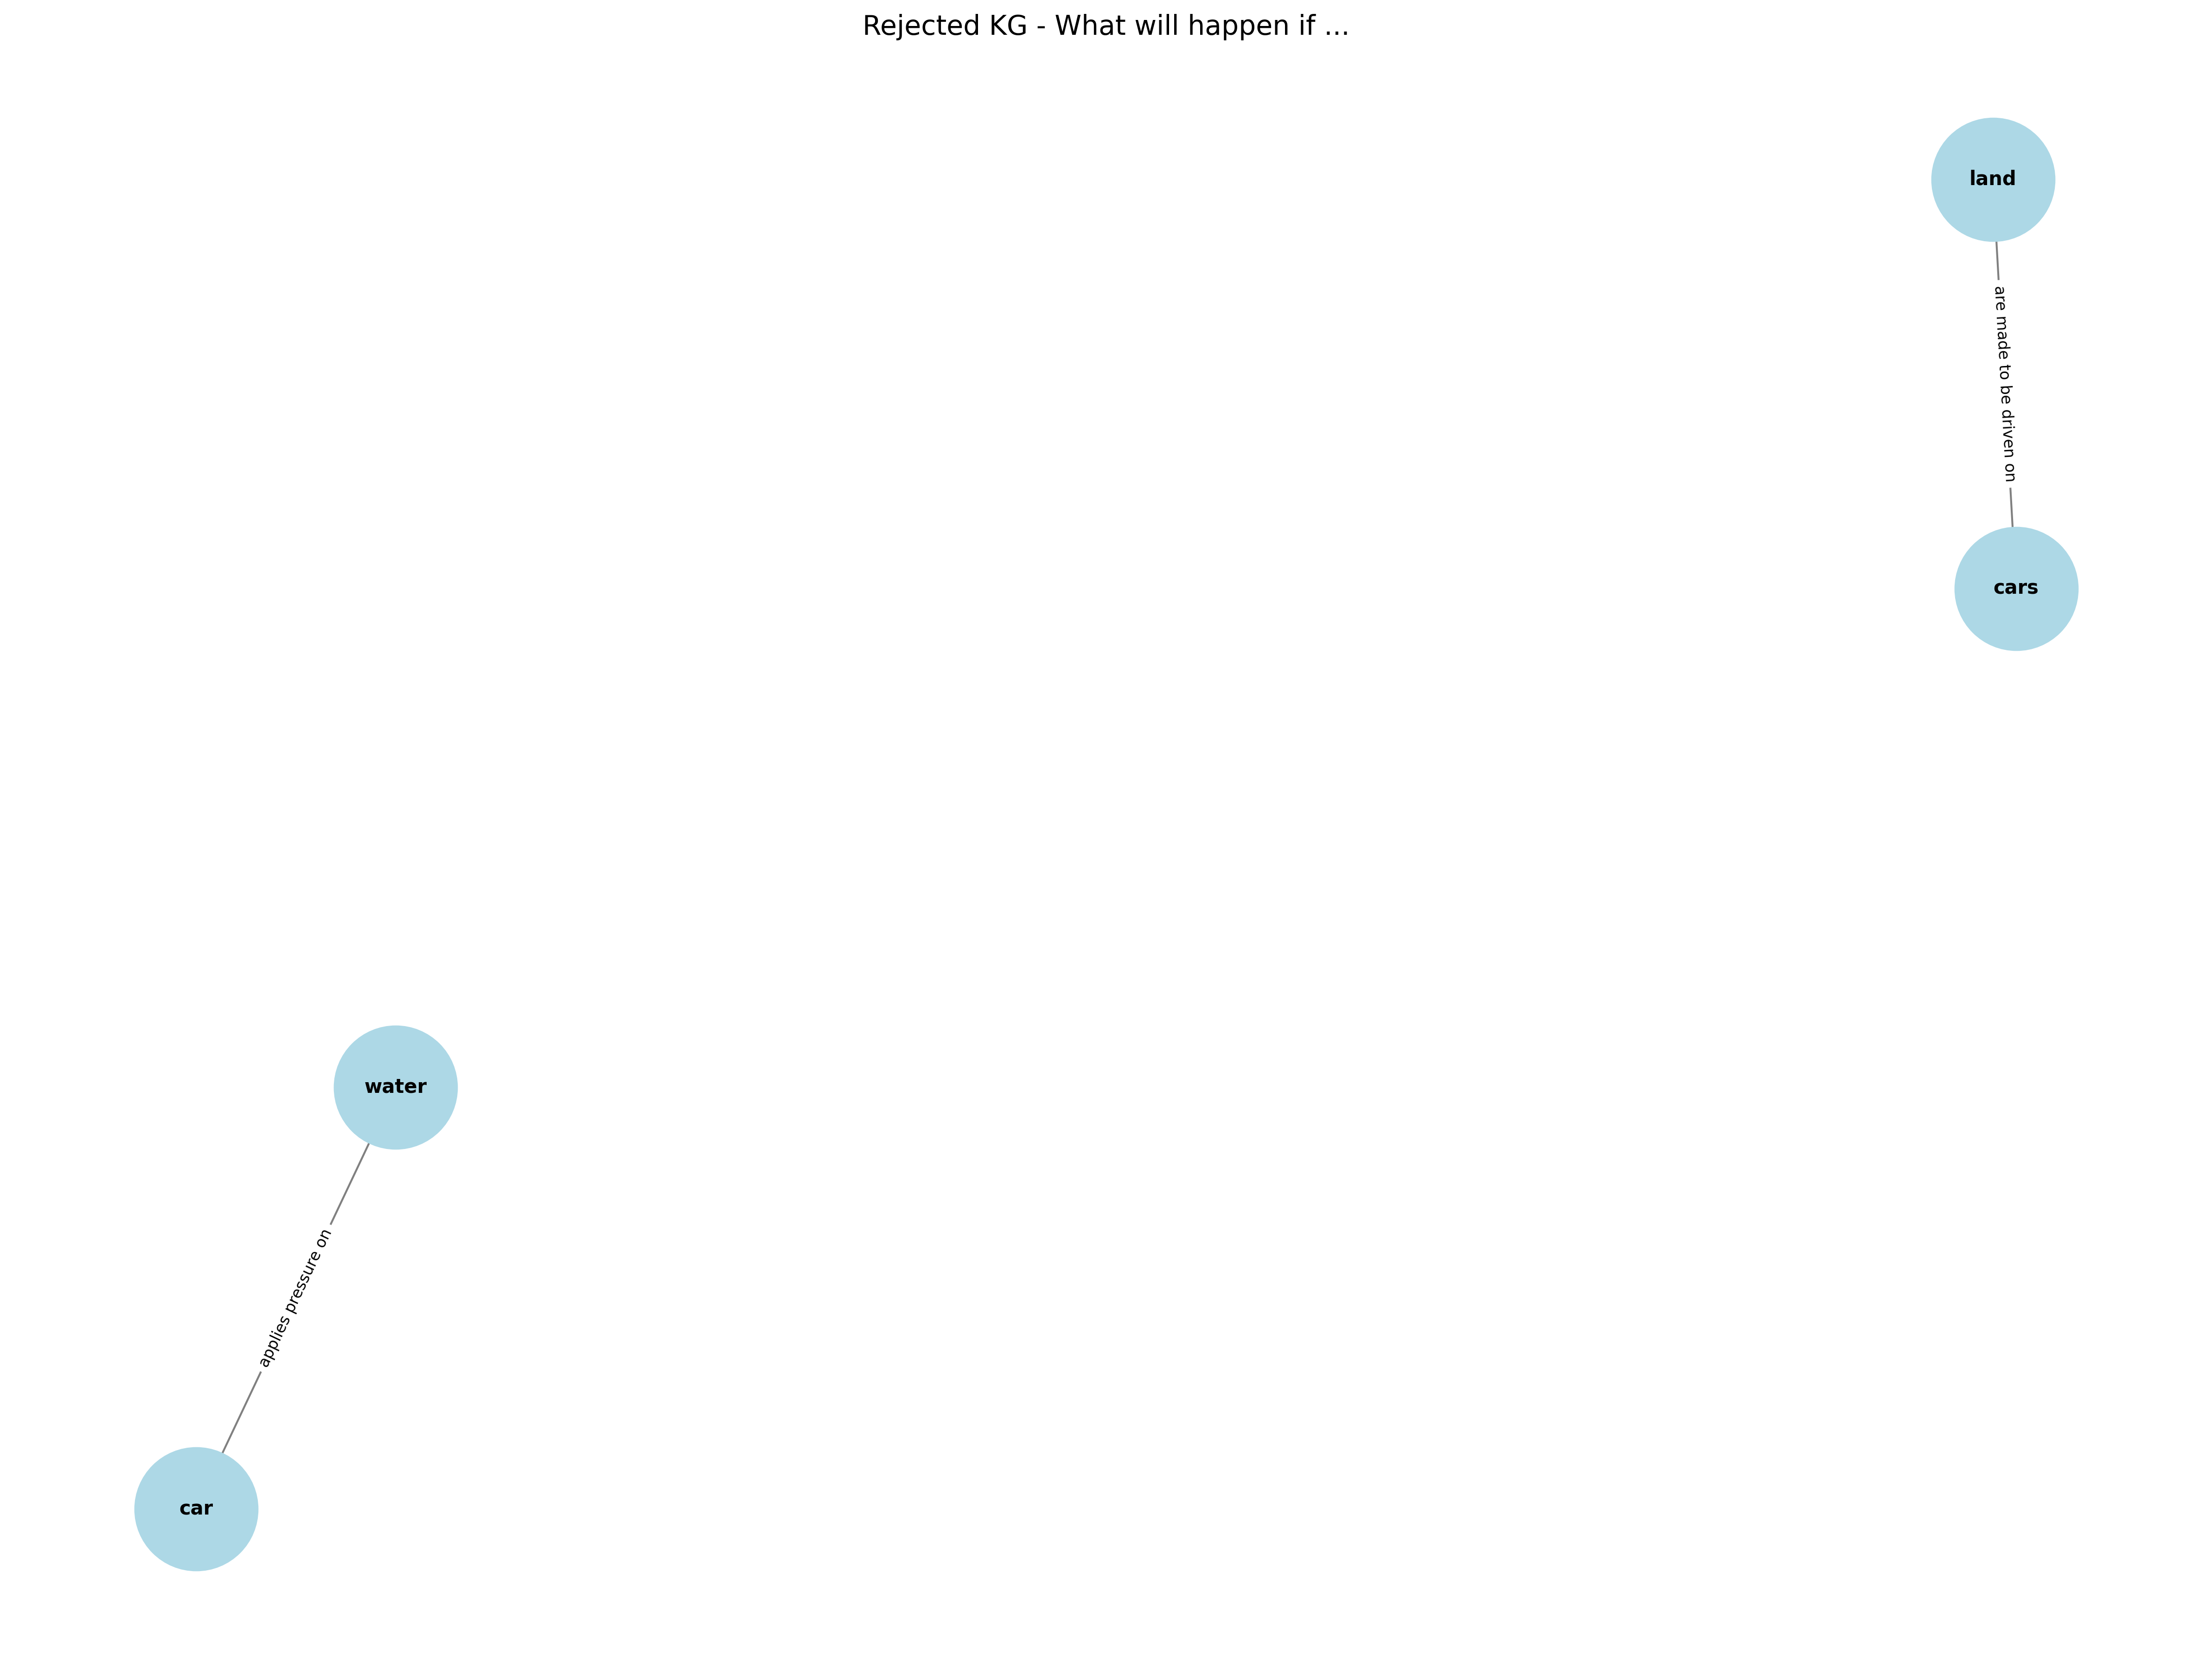 Rejected KG - What will happen if ...
land
are made to be driven on
cars
water
applies pressure on
car